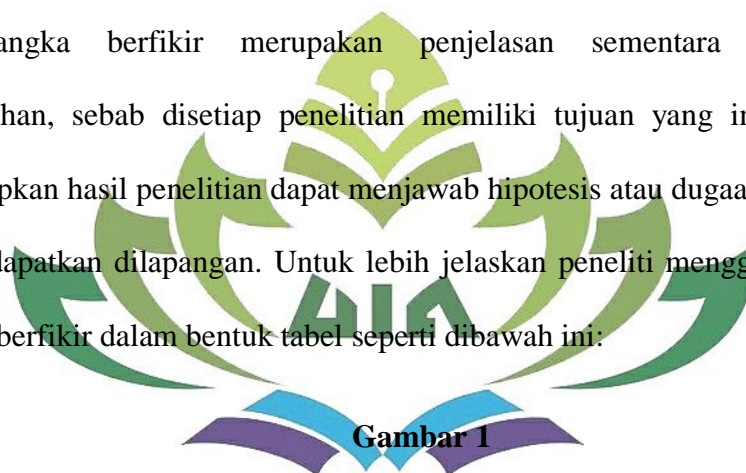 angka berfikir merupakan penjelasan sementara
han, sebab disetiap penelitian memiliki tujuan yang in
pkan hasil penelitian dapat menjawab hipotesis atau dugaa
dapatkan dilapangan. Untuk lebih jelaskan peneliti mengg
berfikir dalam bentuk tabel seperti dibawah ini:
UIN
Gambar 1